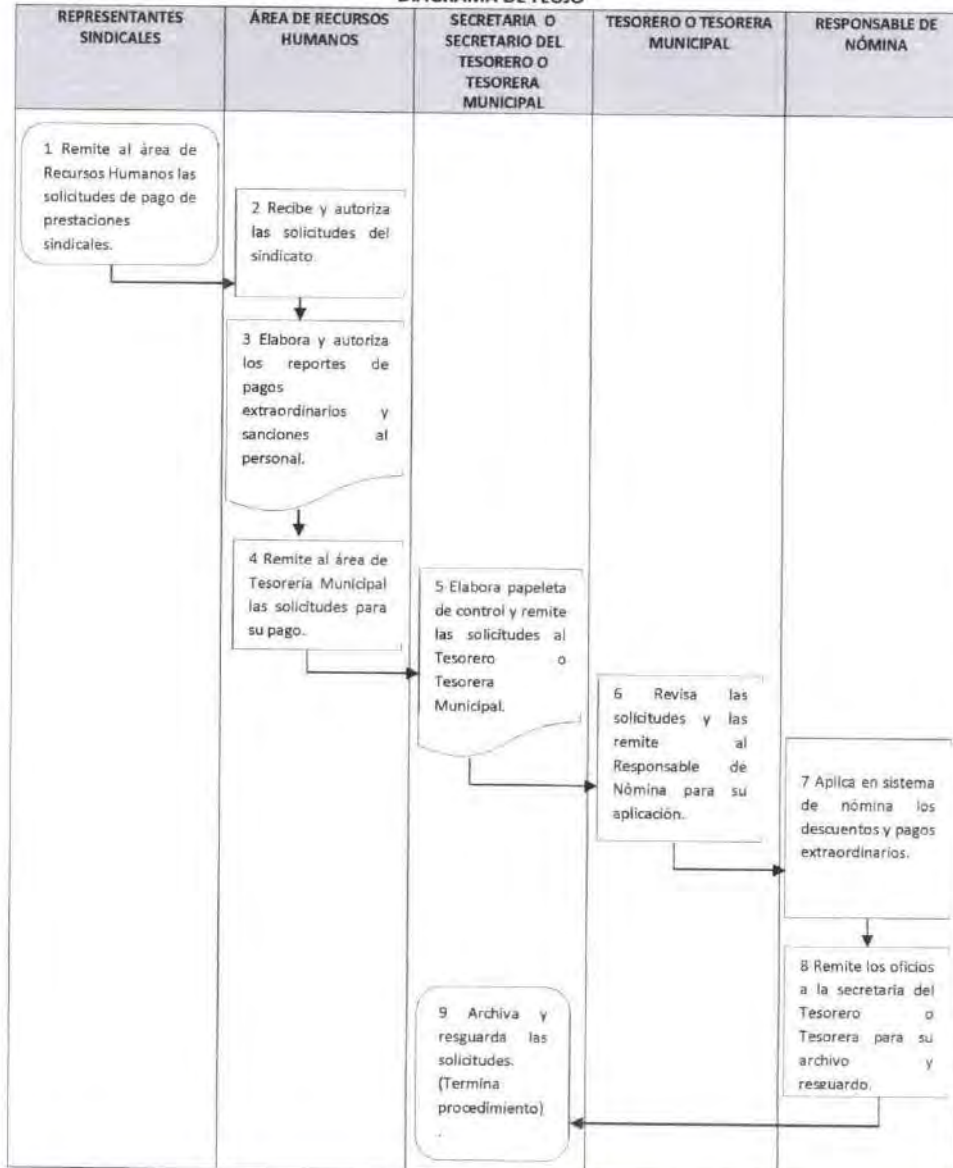 DIAGRAMA DE FLUJO
REPRESENTANTES
SINDICALES
ÁREA DE RECURSOS
HUMANOS
SECRETARIA O
SECRETARIO DEL
TESORERO O
TESORERA
MUNICIPAL
TESORERO O TESORERA
MUNICIPAL
RESPONSABLE DE
NÓMINA
1 Remite al área de
Recursos Humanos las
solicitudes de pago de
prestaciones
sindicales.
2 Recibe y autoriza
las solicitudes del
sindicato
3 Elabora y autoriza
los reportes de
pagos
extraordinarios y
sanciones al
personal.
4 Remite al área de
Tesorería Municipal
las solicitudes para
su pago.
5 Elabora papeleta
de control y remite
las solicitudes al
Tesorero o
Tesorera
Municipal.
6 Revisa las
solicitudes y las
remite al
Responsable de
Nómina para su
aplicación.
7 Aplica en sistema
de nómina los
descuentos y pagos
extraordinarios.
8 Remite los oficios
a la secretaría del
Tesorero o
Tesorera para su
archivo y
resguardo.
9 Archiva y
resguarda las
solicitudes.
(Termina
procedimiento)
.